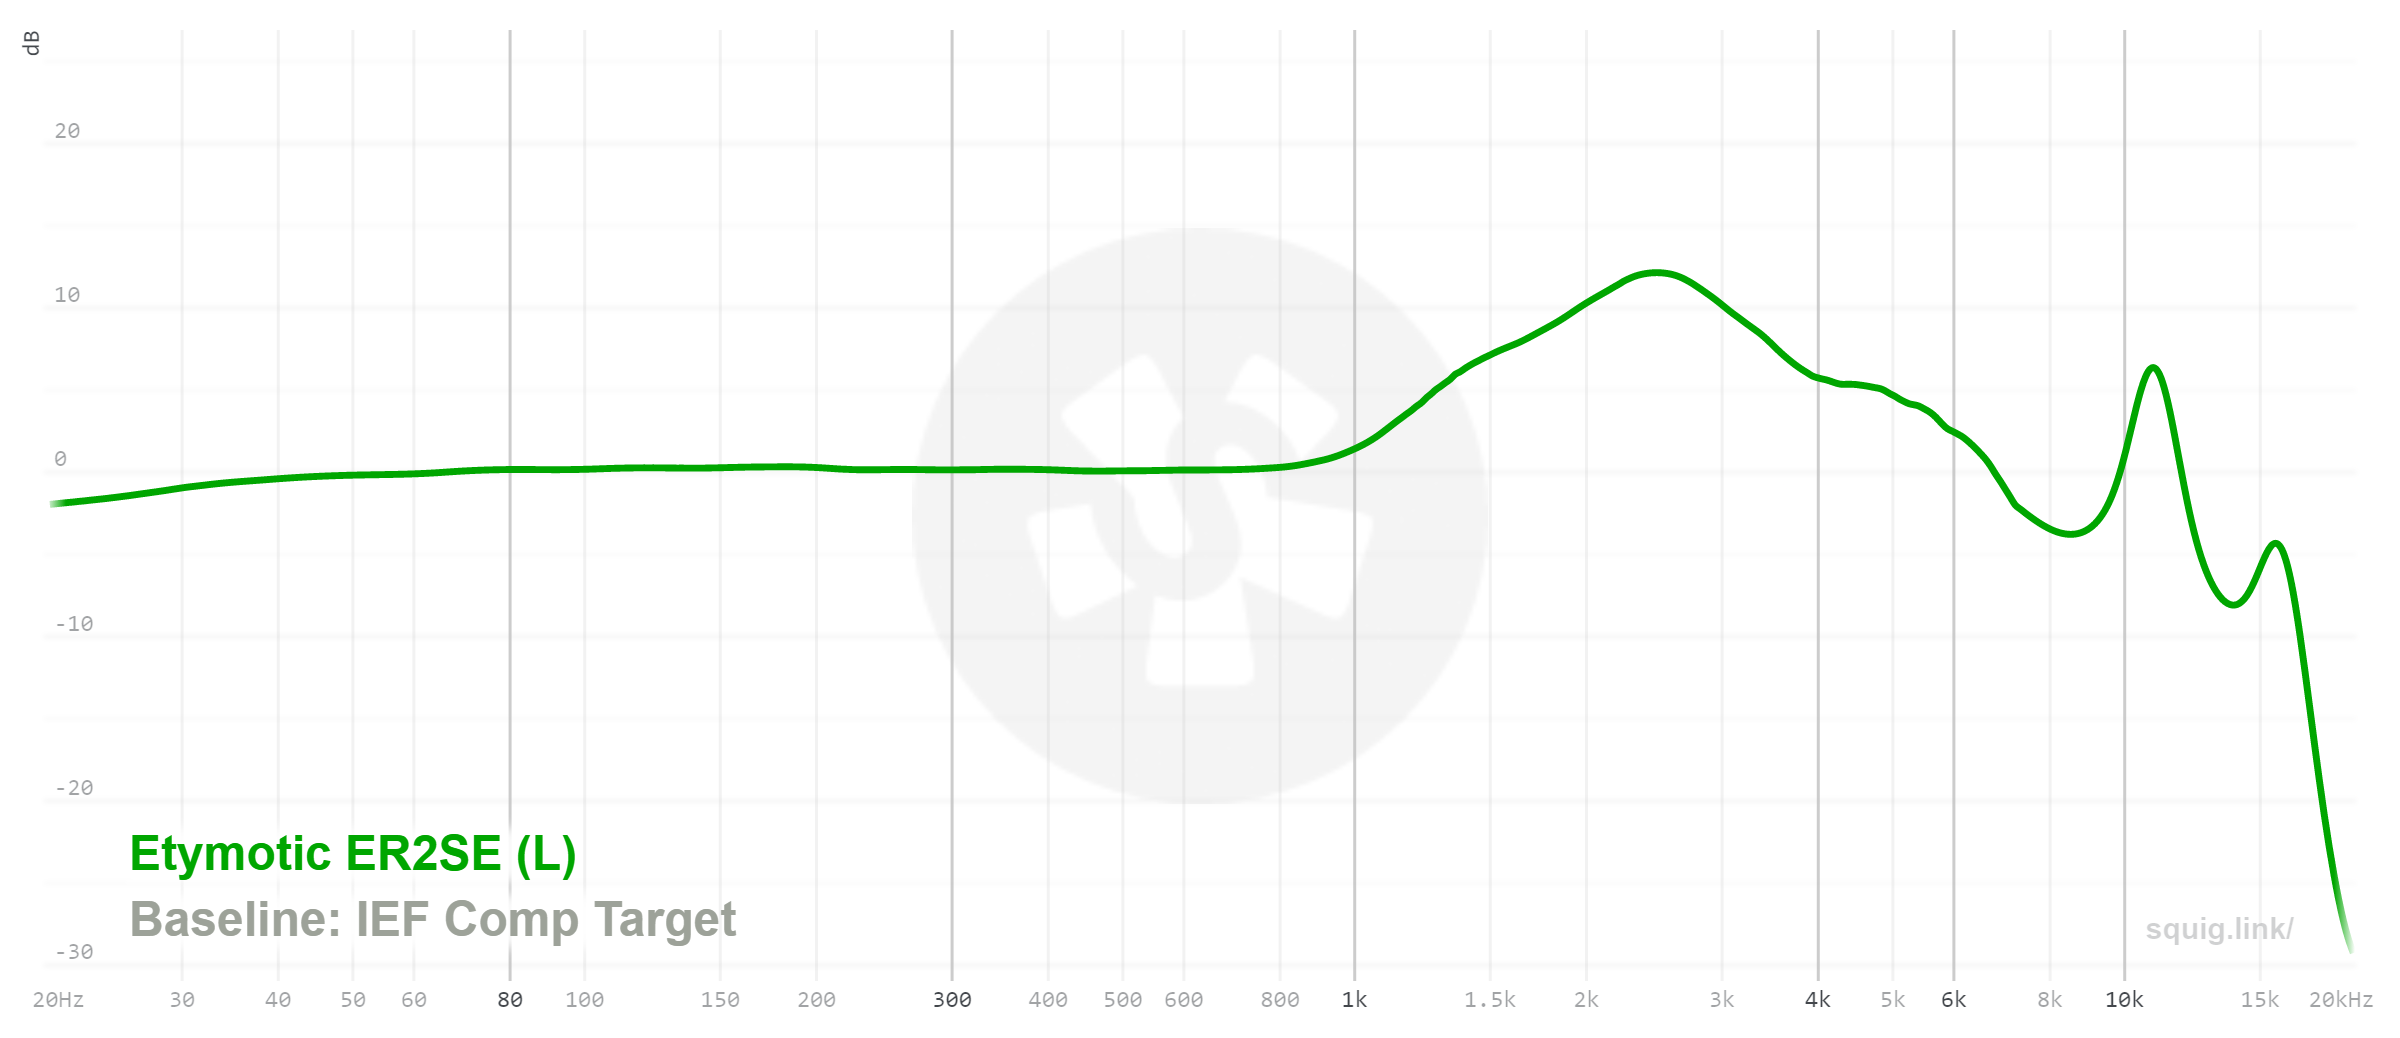 dB
20
10
0
-10
-20
-30
Etymotic ER2SE (L)
Baseline: IEF Comp Target
squig.link/
20Hz 30 40 50 60 80 100 150 200 300 400 500 600 800 1k 1.5k 2k 3k 4k 5k 6k 8k 10k 15k 20kHz